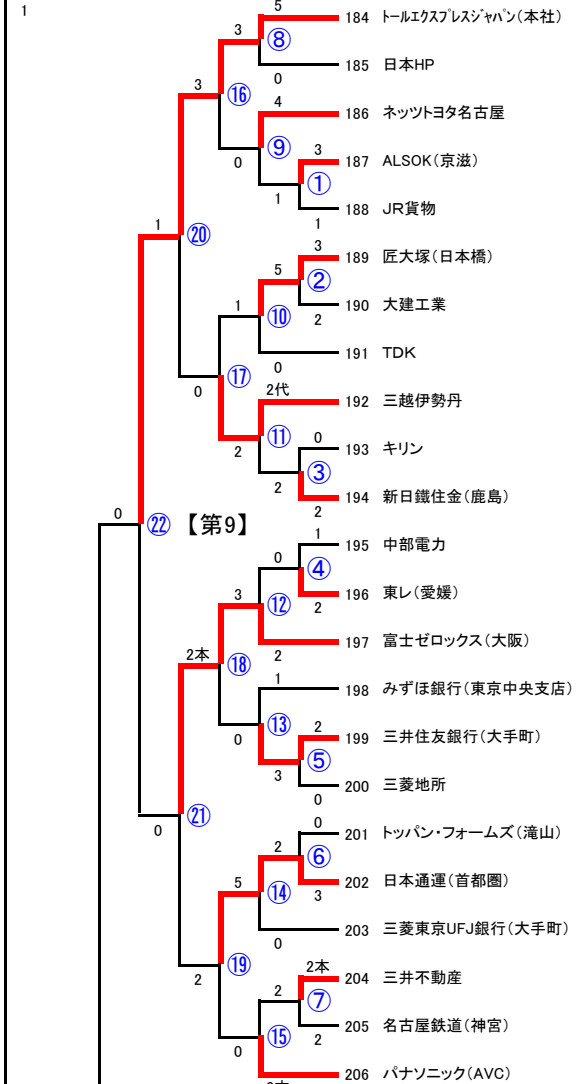 1
5
184 トールエクスプレスジャパン(本社)
3
⑧
185 日本HP
0
3
⑯
4
186 ネッツトヨタ名古屋
⑨
3
187 ALSOK(京滋)
0
①
1
188 JR貨物
1
1
⑳
3
189 匠大塚(日本橋)
5
②
190 大建工業
1
⑩
2
191 TDK
0
⑰
0
2代
192 三越伊勢丹
⑪
0
193 キリン
2
③
2
194 新日鐵住金(鹿島)
2
0
㉒ 【第9】
1
195 中部電力
0
④
196 東レ(愛媛)
3
⑫
2
197 富士ゼロックス(大阪)
2本
2
⑱
1
198 みずほ銀行(東京中央支店)
⑬
2
0
199 三井住友銀行(大手町)
⑤
3
200 三菱地所
0
㉑
0
0
201 トッパン・フォームズ(滝山)
2
⑥
202 日本通運(首都圏)
5
⑭
3
203 三菱東京UFJ銀行(大手町)
0
⑲
2
2本
204 三井不動産
2
⑦
205 名古屋鉄道(神宮)
⑮
2
0
206 パナソニック(AVC)